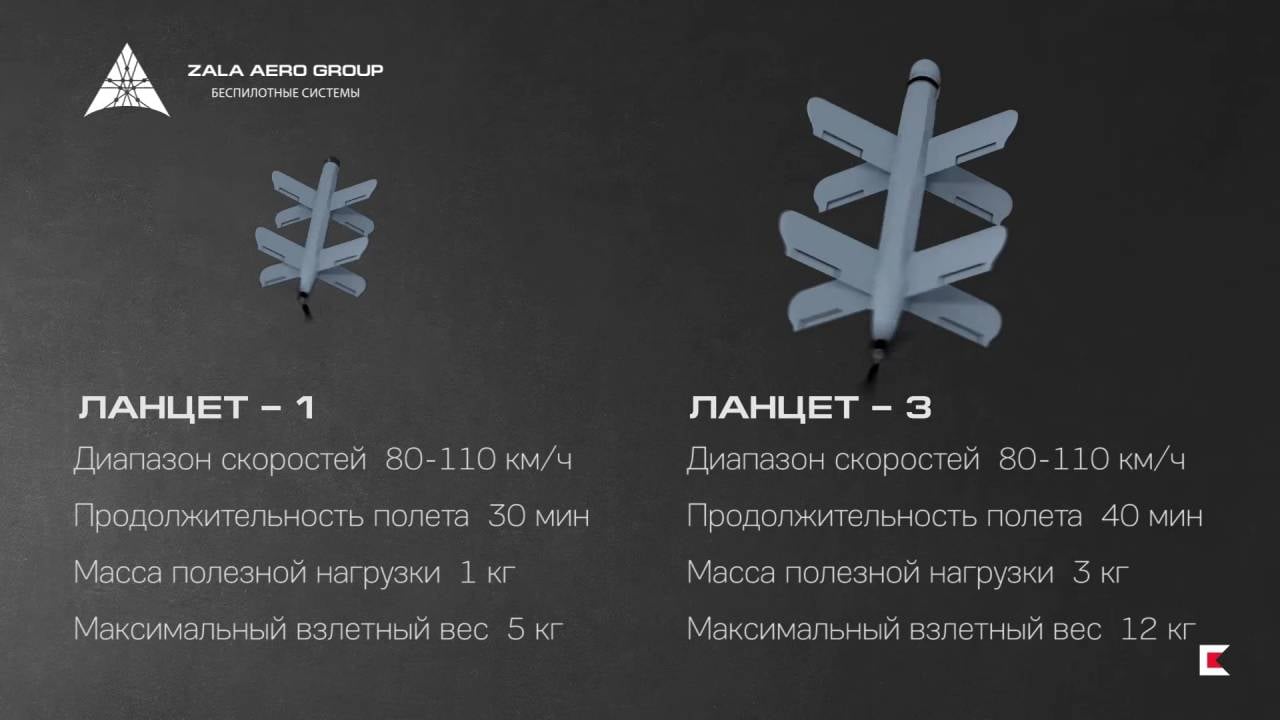 ZALA AERO GROUP
БЕСПИЛОТНЫЕ СИСТЕМЫ
ЛАНЦЕТ – 1
Диапазон скоростей 80-110 км/ч
Продолжительность полета 30 мин
Масса полезной нагрузки 1 кг
Максимальный взлетный вес 5 кг
ЛАНЦЕТ – 3
Диапазон скоростей 80-110 км/ч
Продолжительность полета 40 мин
Масса полезной нагрузки 3 кг
Максимальный взлетный вес 12 кг